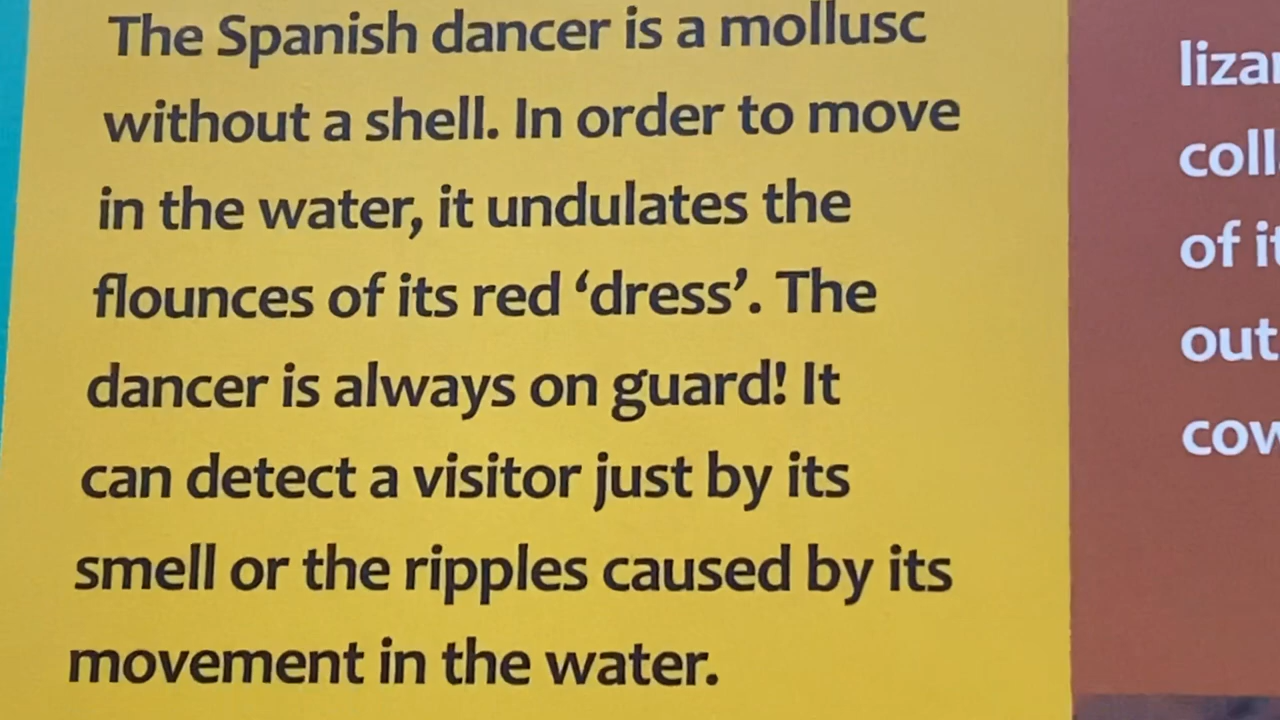 The Spanish dancer is a mollusc
without a shell. In order to move
in the water, it undulates the
flounces of its red ‘dress’. The
dancer is always on guard! It
can detect a visitor just by its
smell or the ripples caused by its
movement in the water.
of
out